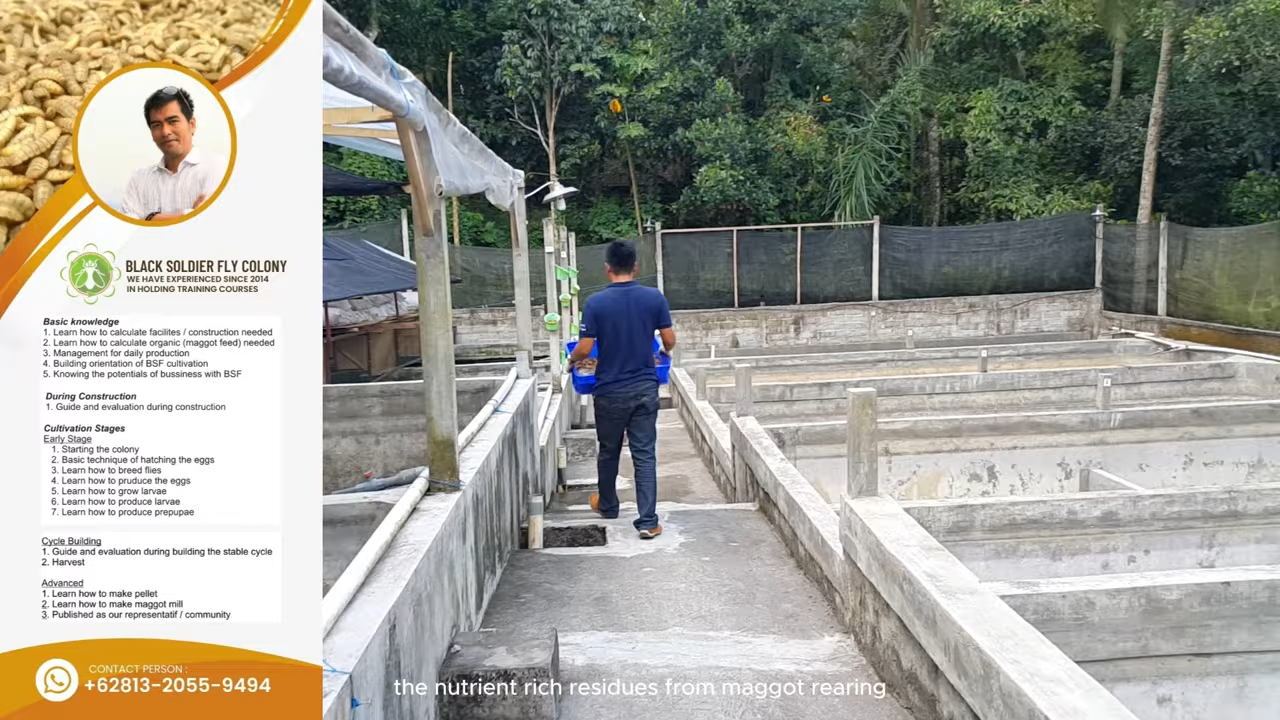 BLACK SOLDIER FLY COLONY
WE HAVE EXPERIENCED SINCE 2014
IN HOLDING TRAINING COURSES
Basic knowledge
1. Learn how to calculate facilites / construction needed
2. Learn how to calculate organic (maggot feed) needed
3. Management for daily production
4. Building orientation of BSF cultivation
5. Knowing the potentials of bussiness with BSF
During Construction
1. Guide and evaluation during construction
Cultivation Stages
Early Stage
1. Starting the colony
2. Basic technique of hatching the eggs
3. Learn how to breed flies
4. Learn how to pruduce the eggs
5. Learn how to grow larvae
6. Learn how to produce larvae
7. Learn how to produce prepupae
Cycle Building
1. Guide and evaluation during building the stable cycle
2. Harvest
Advanced
1. Learn how to make pellet
2. Learn how to make maggot mill
3. Published as our representatif / community
CONTACT PERSON :
+62813-2055-9494
the nutrient rich residues from maggot rearing